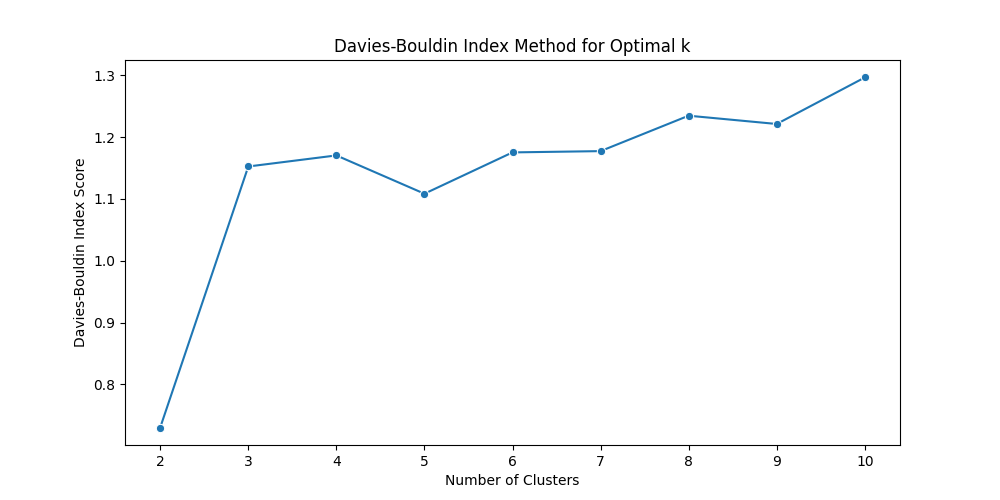 Davies-Bouldin Index Method for Optimal k
Davies-Bouldin Index Score
1.3
1.2
1.1
1.0
0.9
0.8
2 3 4 5 6 7 8 9 10
Number of Clusters